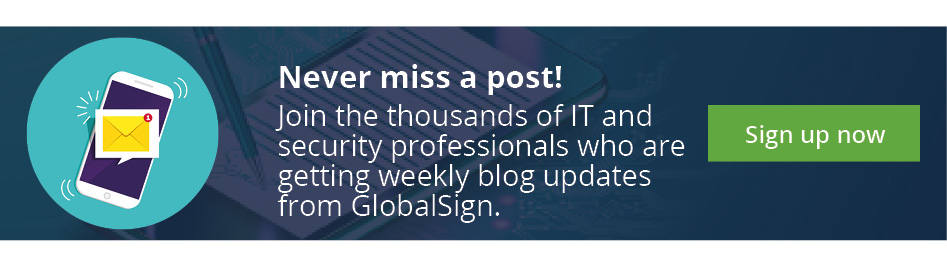 Never miss a post!
Join the thousands of IT and
security professionals who are
getting weekly blog updates
from GlobalSign.
Sign up now
1